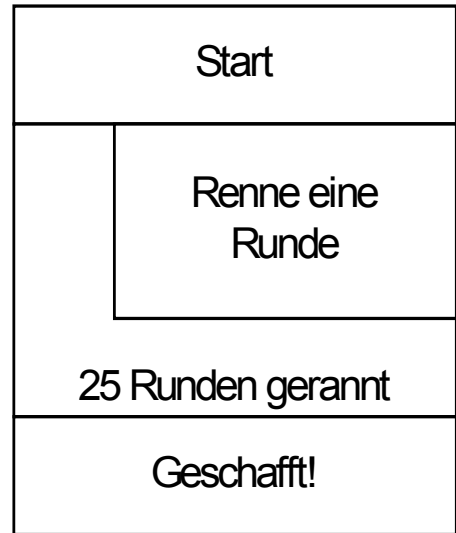 Start
Renne eine
Runde
25 Runden gerannt
Geschafft!